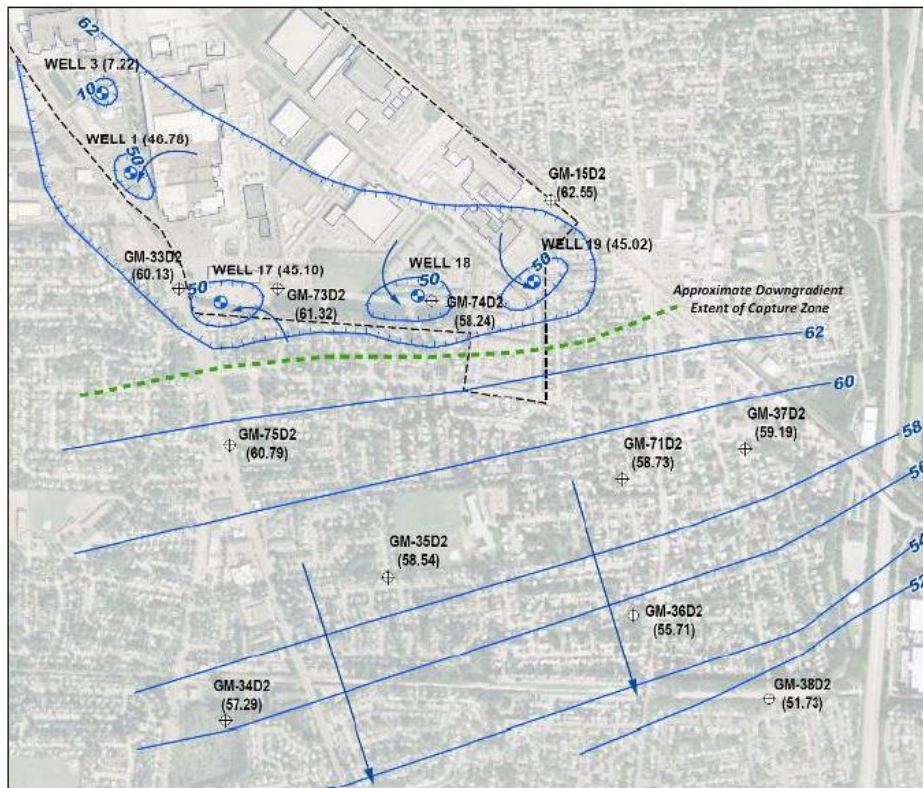 62
WELL 3 (7.22)
10
WELL 1 (46.78)
50
GM-15D2
(62.55)
GM-33D2
(60.13)
50
WELL 17 (45.10)
GM-73D2
(61.32)
WELL 18
50
GM-74D2
(58.24)
WELL 19 (45.02)
50
Approximate Downgradient
Extent of Capture Zone
62
60
GM-37D2
(59.19)
58
GM-75D2
(60.79)
GM-71D2
(58.73)
56
GM-35D2
(58.54)
54
52
GM-36D2
(55.71)
GM-34D2
(57.29)
GM-38D2
(51.73)